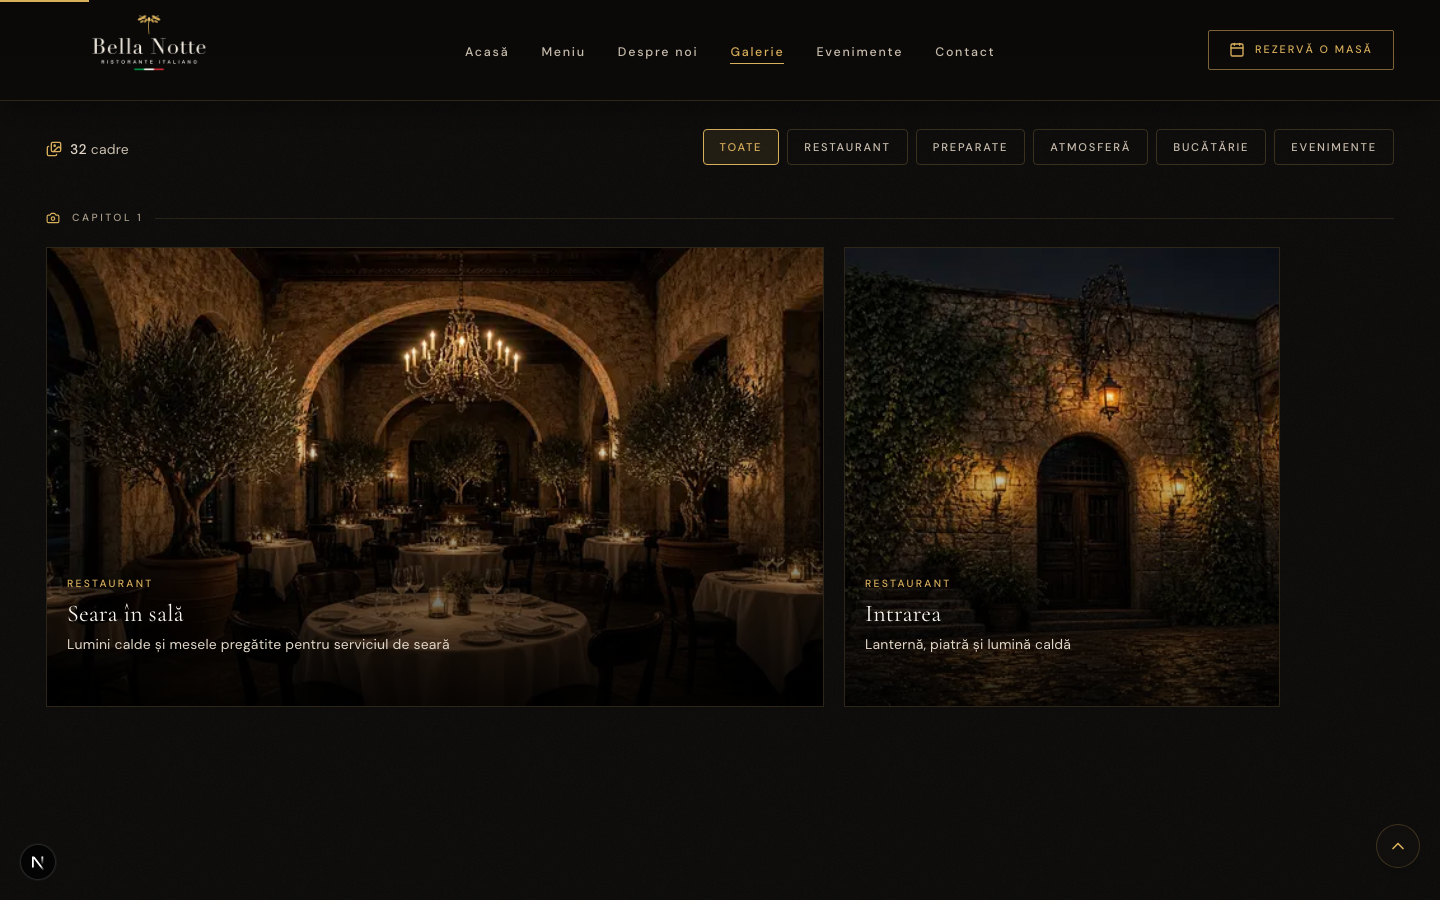 Bella Notte
RISTORANTE ITALIANO
Acasă
Meniu
Despre noi
Galerie
Evenimente
Contact
REZERVĂ O MASĂ
32 cadre
TOATE
RESTAURANT
PREPARATE
ATMOSFERĂ
BUCĂTĂRIE
EVENIMENTE
CAPITOL 1
RESTAURANT
Seara în sală
Lumini calde și mesele pregătite pentru serviciul de seară
RESTAURANT
Intrarea
Lanternă, piatră și lumină caldă
N